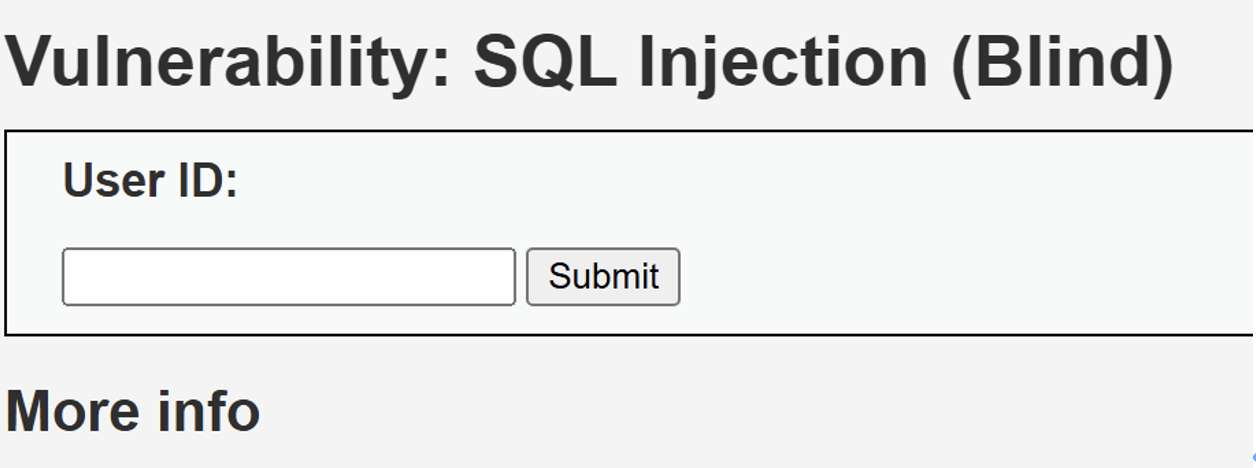 Vulnerability: SQL Injection (Blind)
User ID:
Submit
More info